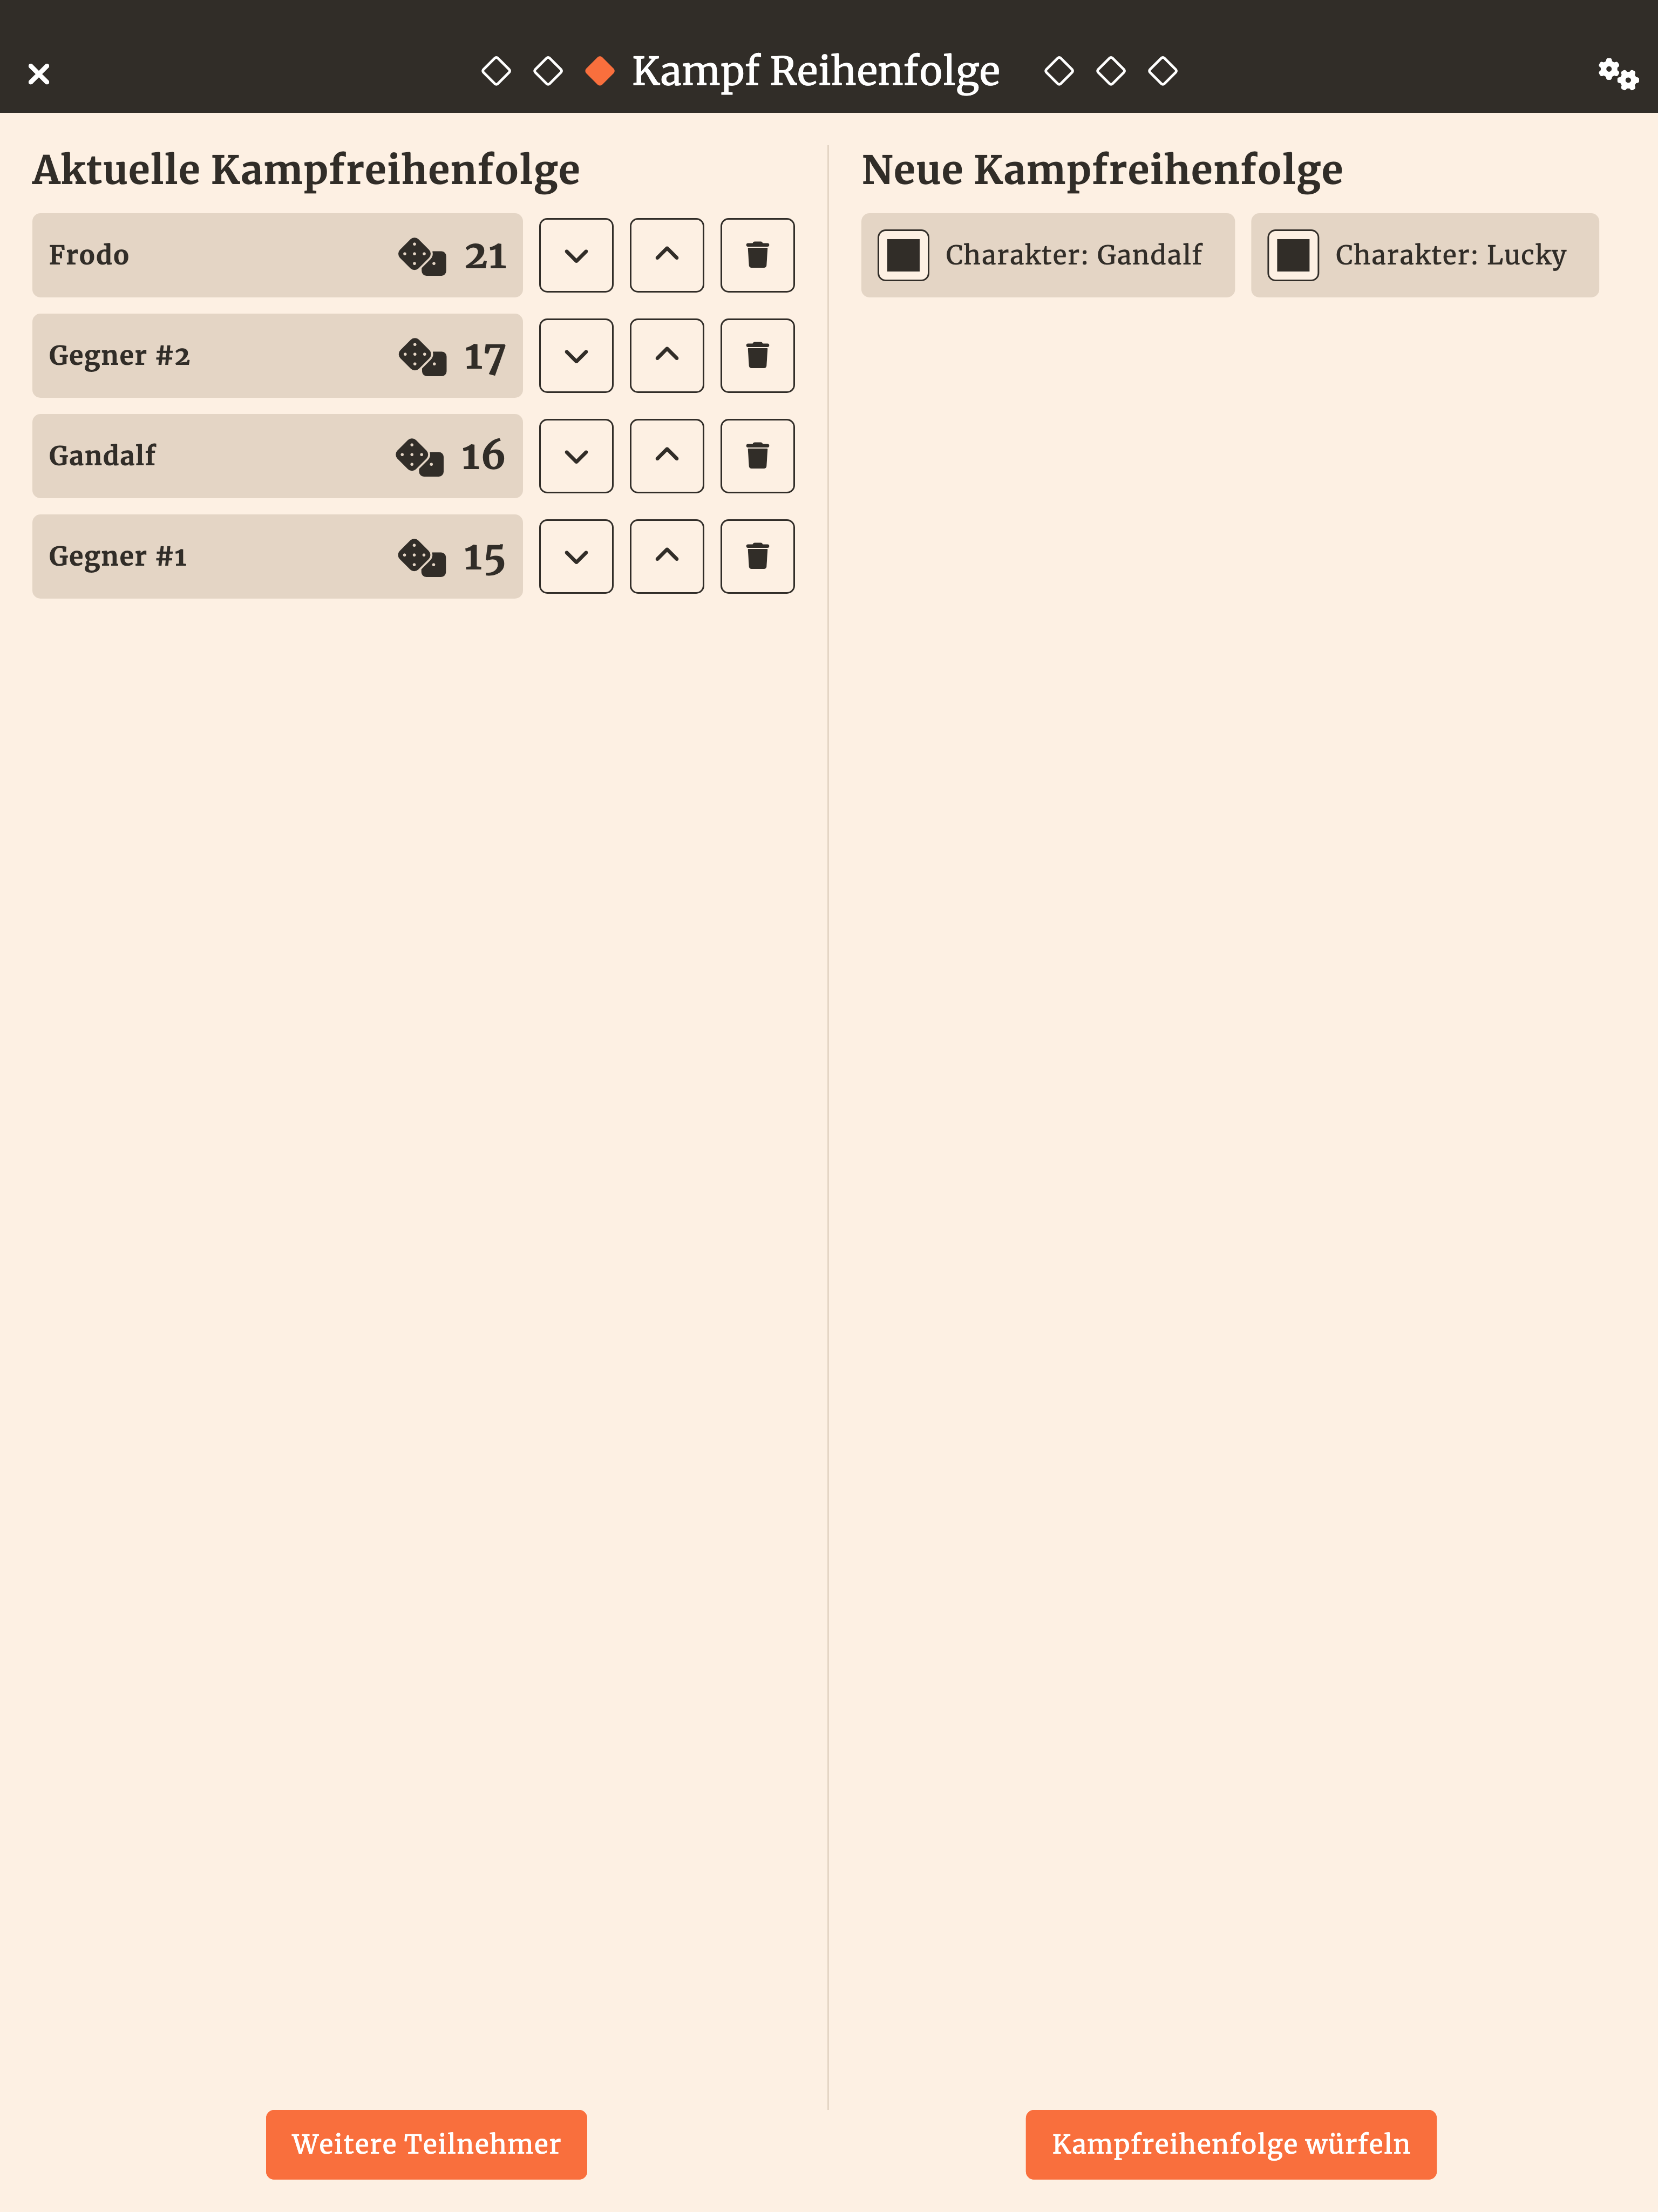 Kampf Reihenfolge
Aktuelle Kampfreihenfolge
Frodo 21
Gegner #2 17
Gandalf 16
Gegner #1 15
Weitere Teilnehmer
Neue Kampfreihenfolge
Charakter: Gandalf
Charakter: Lucky
Kampfreihenfolge würfeln